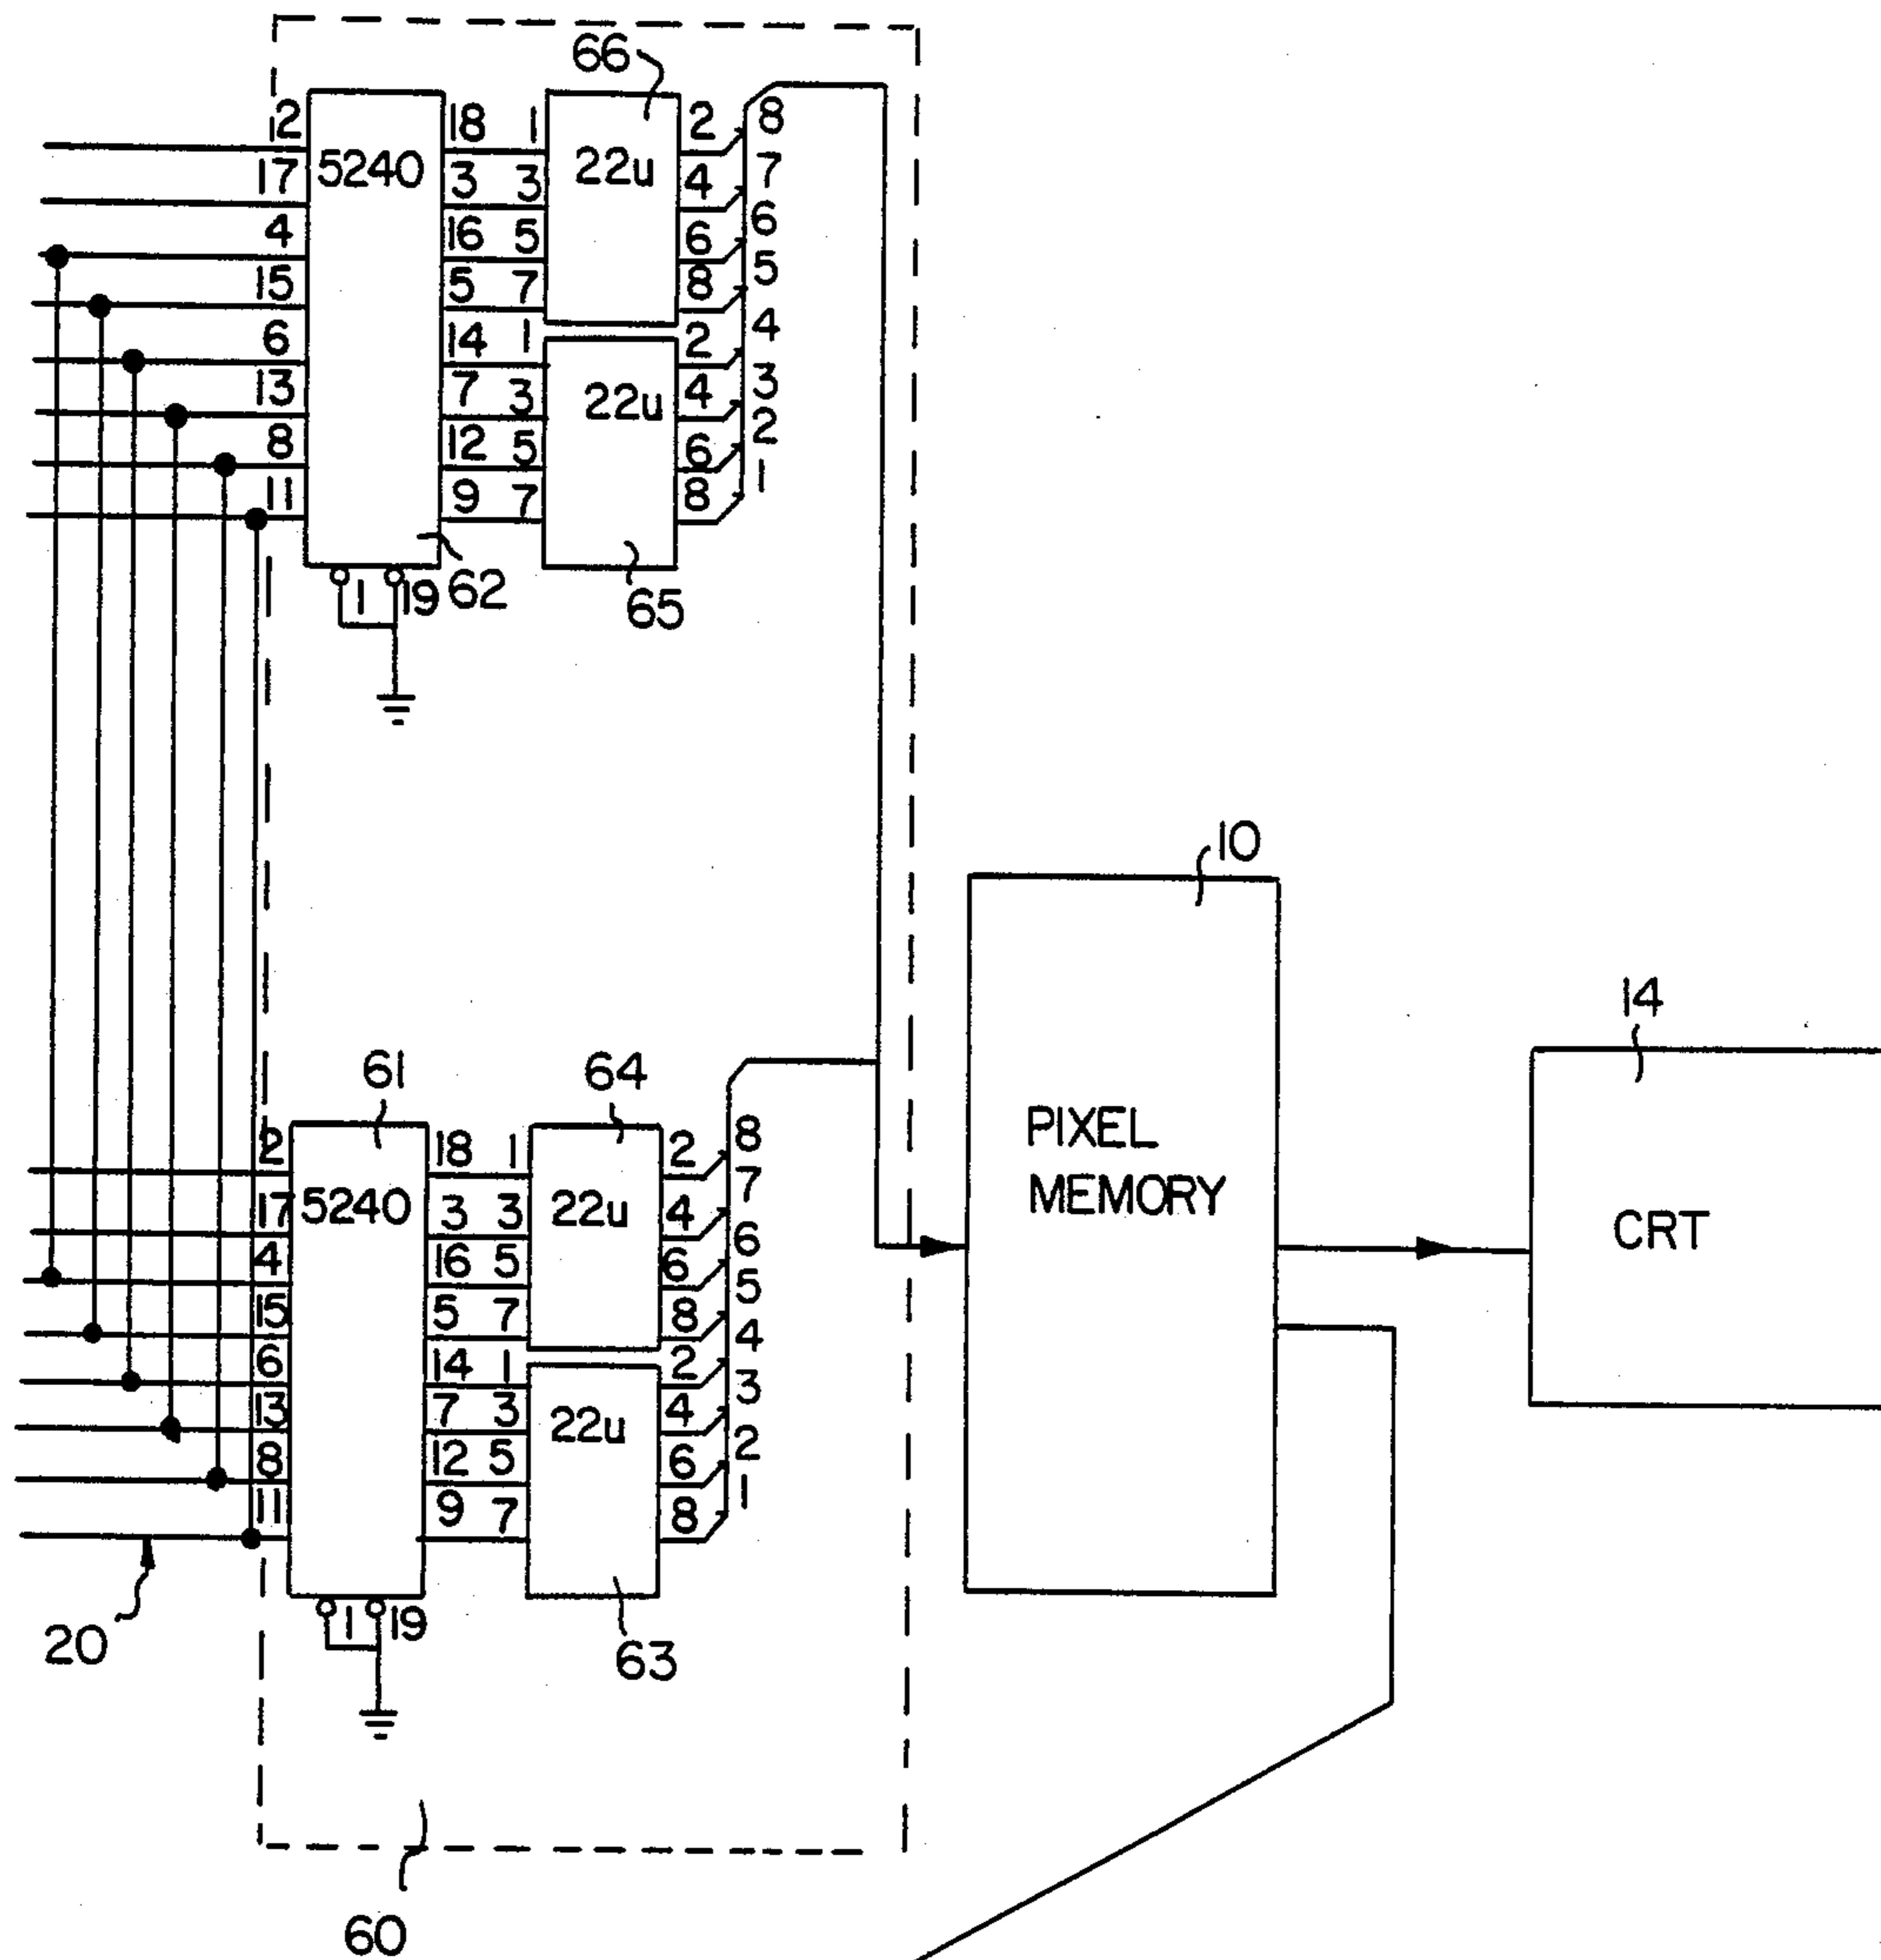 66
2 18 1 2 8
5240 22u
17 3 3 4 7
4 16 5 6 6
15 5 7 8 5
6 14 1 2 4
13 7 3 4 3
22u
8 12 5 6 2
11 9 7 8 1
1 19 62 65
10
14
61 64
2 18 1 2 8
PIXEL
MEMORY
17 5240 3 3 22u 4 7
CRT
4 16 5 6 6
15 5 7 8 5
6 14 1 2 4
13 7 3 22u 4 3
8 12 5 6 2
11 9 7 8 1
20 1 19 63
60